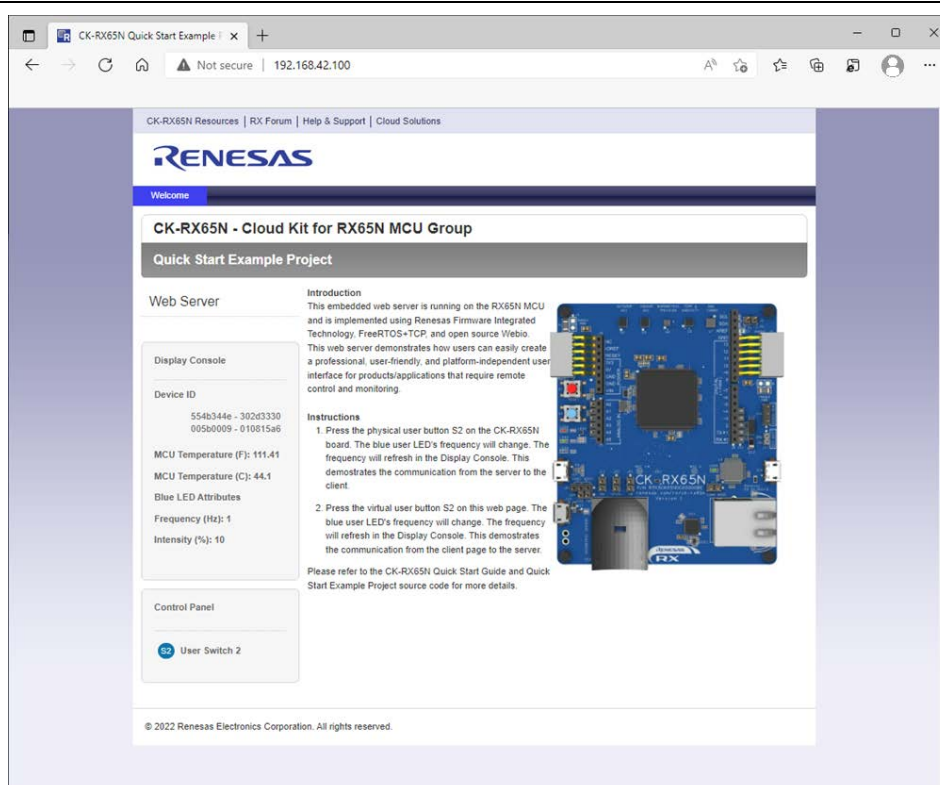 CK-RX65N Quick Start Example
Not secure | 192.168.42.100
CK-RX65N Resources | RX Forum | Help & Support | Cloud Solutions
RENESAS
Welcome
CK-RX65N - Cloud Kit for RX65N MCU Group
Quick Start Example Project
Web Server
Display Console
Device ID
554b344e - 302d3330
005b0009 - 010815a6
MCU Temperature (F): 111.41
MCU Temperature (C): 44.1
Blue LED Attributes
Frequency (Hz): 1
Intensity (%): 10
Control Panel
S2 User Switch 2
Introduction
This embedded web server is running on the RX65N MCU
and is implemented using Renesas Firmware Integrated
Technology, FreeRTOS+TCP, and open source Webio.
This web server demonstrates how users can easily create
a professional, user-friendly, and platform-independent user
interface for products/applications that require remote
control and monitoring.
Instructions
1. Press the physical user button S2 on the CK-RX65N
board. The blue user LED's frequency will change. The
frequency will refresh in the Display Console. This
demostrates the communication from the server to the
client.
2. Press the virtual user button S2 on this web page. The
blue user LED's frequency will change. The frequency
will refresh in the Display Console. This demostrates
the communication from the client page to the server.
Please refer to the CK-RX65N Quick Start Guide and Quick
Start Example Project source code for more details.
CK-RX65N
RENESAS
RX
© 2022 Renesas Electronics Corporation. All rights reserved.